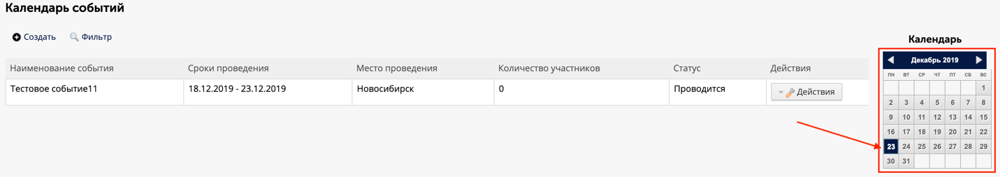 Календарь событий
Создать Фильтр
Календарь
Наименование события Сроки проведения Место проведения Количество участников Статус Действия
Тестовое событие11 18.12.2019 - 23.12.2019 Новосибирск 0 Проводится Действия
Декабрь 2019
ПН ВТ СР ЧТ ПТ СБ ВС
1
2 3 4 5 6 7 8
9 10 11 12 13 14 15
16 17 18 19 20 21 22
23 24 25 26 27 28 29
30 31